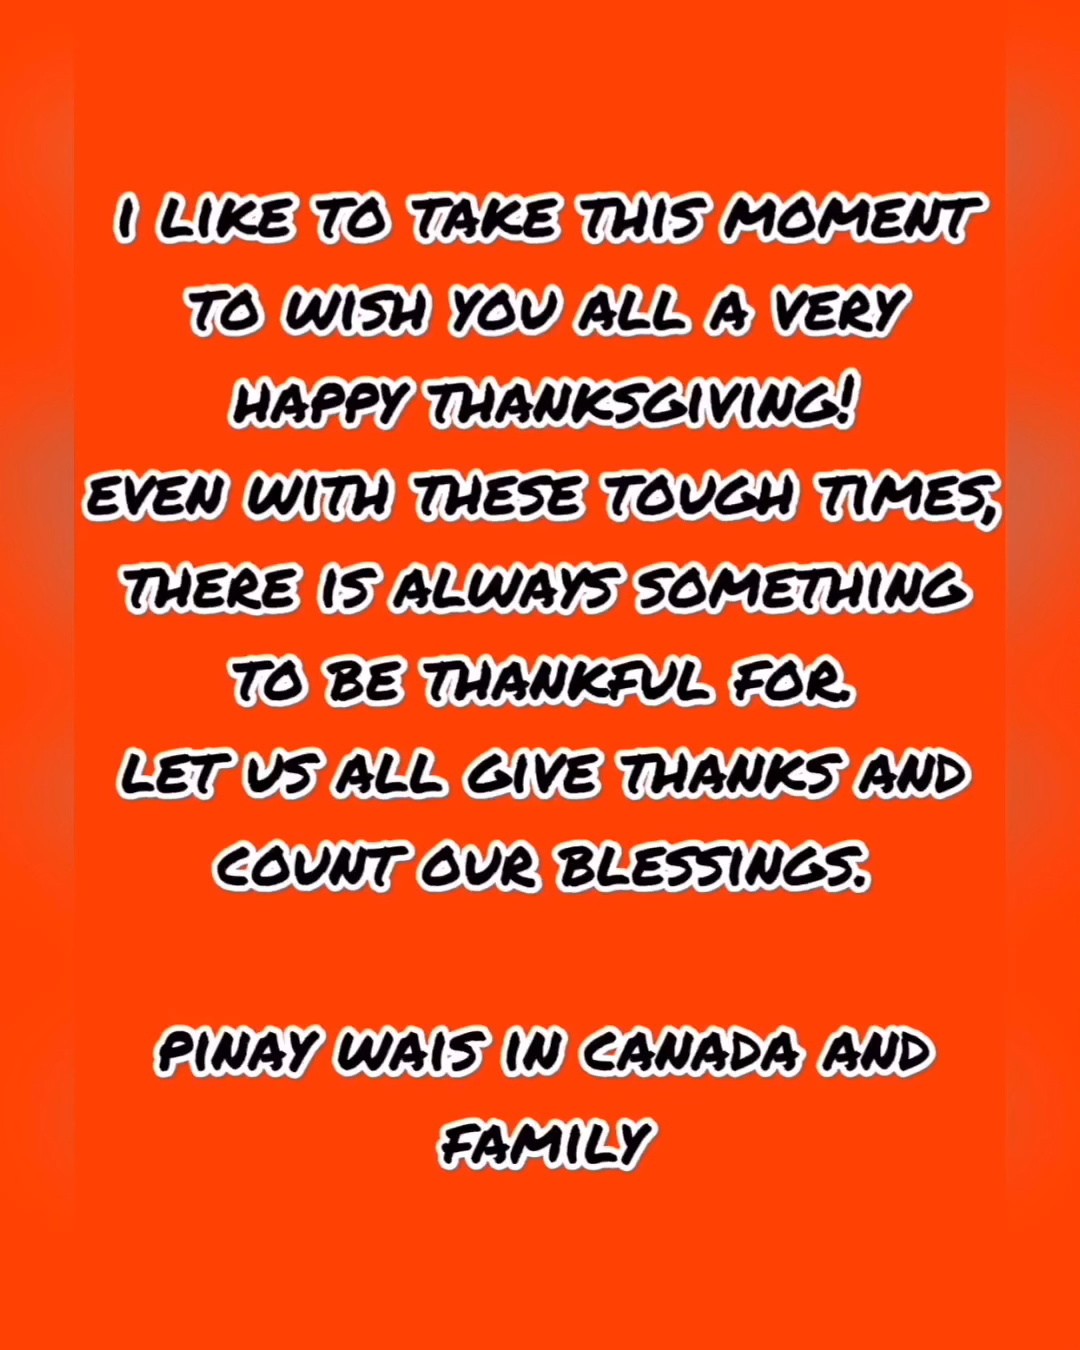 I LIKE TO TAKE THIS MOMENT
TO WISH YOU ALL A VERY
HAPPY THANKSGIVING!
EVEN WITH THESE TOUGH TIMES,
THERE IS ALWAYS SOMETHING
TO BE THANKFUL FOR.
LET US ALL GIVE THANKS AND
COUNT OUR BLESSINGS.
PINAY WAIS IN CANADA AND
FAMILY